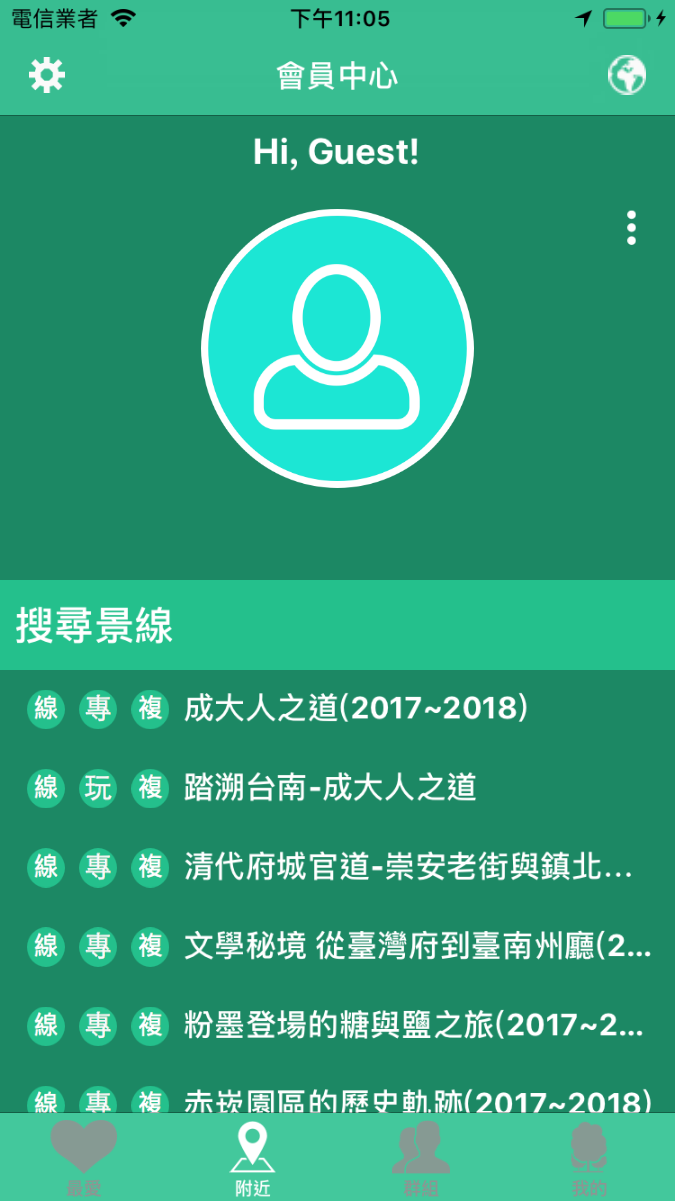 電信業者 下午11:05
會員中心
Hi, Guest!
搜尋景線
線 專 複 成大人之道(2017~2018)
線 玩 複 踏溯台南-成大人之道
線 專 複 清代府城官道-崇安老街與鎮北...
線 專 複 文學秘境 從臺灣府到臺南州廳(2...
線 專 複 粉墨登場的糖與鹽之旅(2017~2...
線 專 複 赤崁園區的歷史軌跡(2017~2018)
最愛 附近 群組 我的